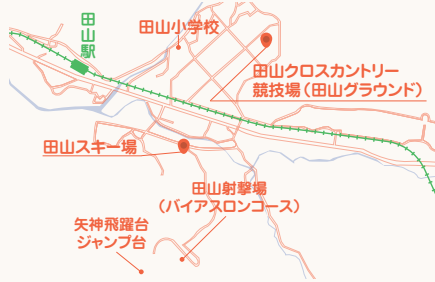 田山駅
田山小学校
田山クロスカントリー
競技場（田山グラウンド）
田山スキー場
田山射撃場
（バイアスロンコース）
矢神飛躍台
ジャンプ台